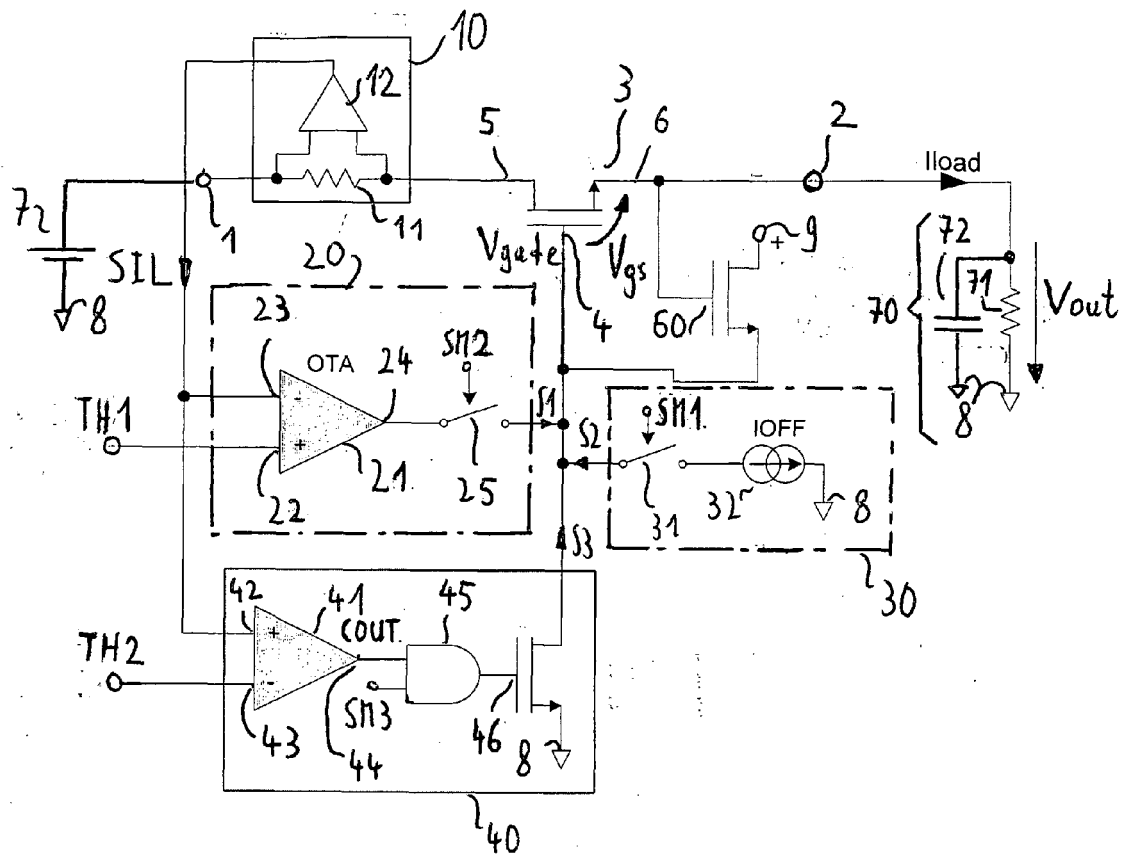 10
12
3
6
2
5
Iload
11
7₂
1
Vgate
Vgs
4
9
+
SIL
8
20
60
72
71
70
Vout
23
OTA
24
SM2
-
S1
SM1
8
TH1
S2
IOFF
+
22
21
25
31
32
8
S3
30
42
41
COUT
45
+
TH2
-
SM3
43
44
46
8
40